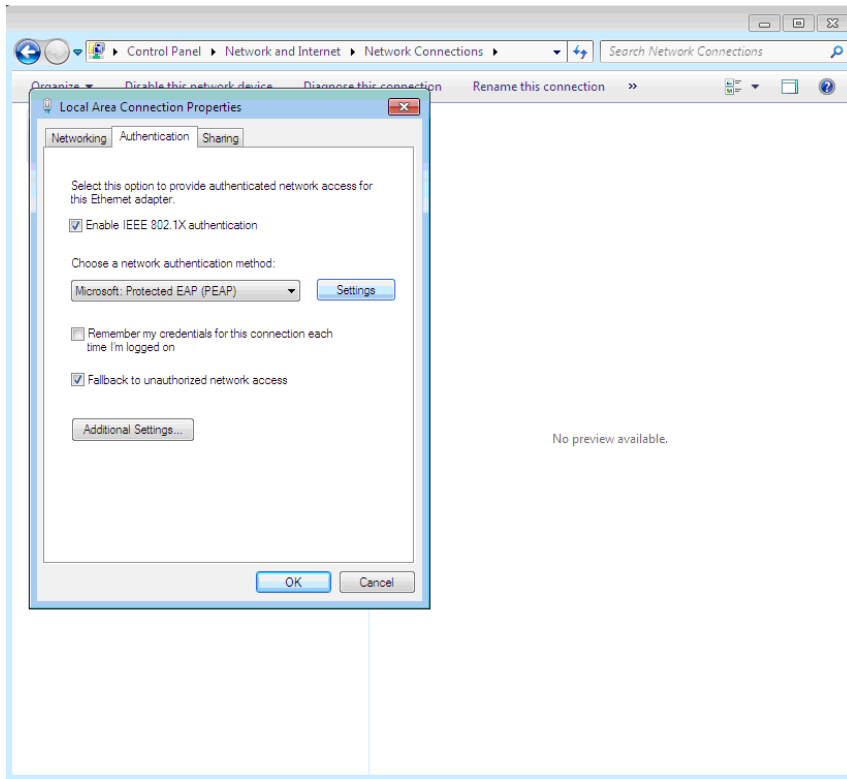 Control Panel Network and Internet Network Connections Search Network Connections
Organize Disable this network device Diagnose this connection Rename this connection »
Local Area Connection Properties
Networking Authentication Sharing
Select this option to provide authenticated network access for
this Ethernet adapter.
Enable IEEE 802.1X authentication
Choose a network authentication method:
Microsoft: Protected EAP (PEAP) Settings
Remember my credentials for this connection each
time I'm logged on
Fallback to unauthorized network access
Additional Settings...
No preview available.
OK Cancel